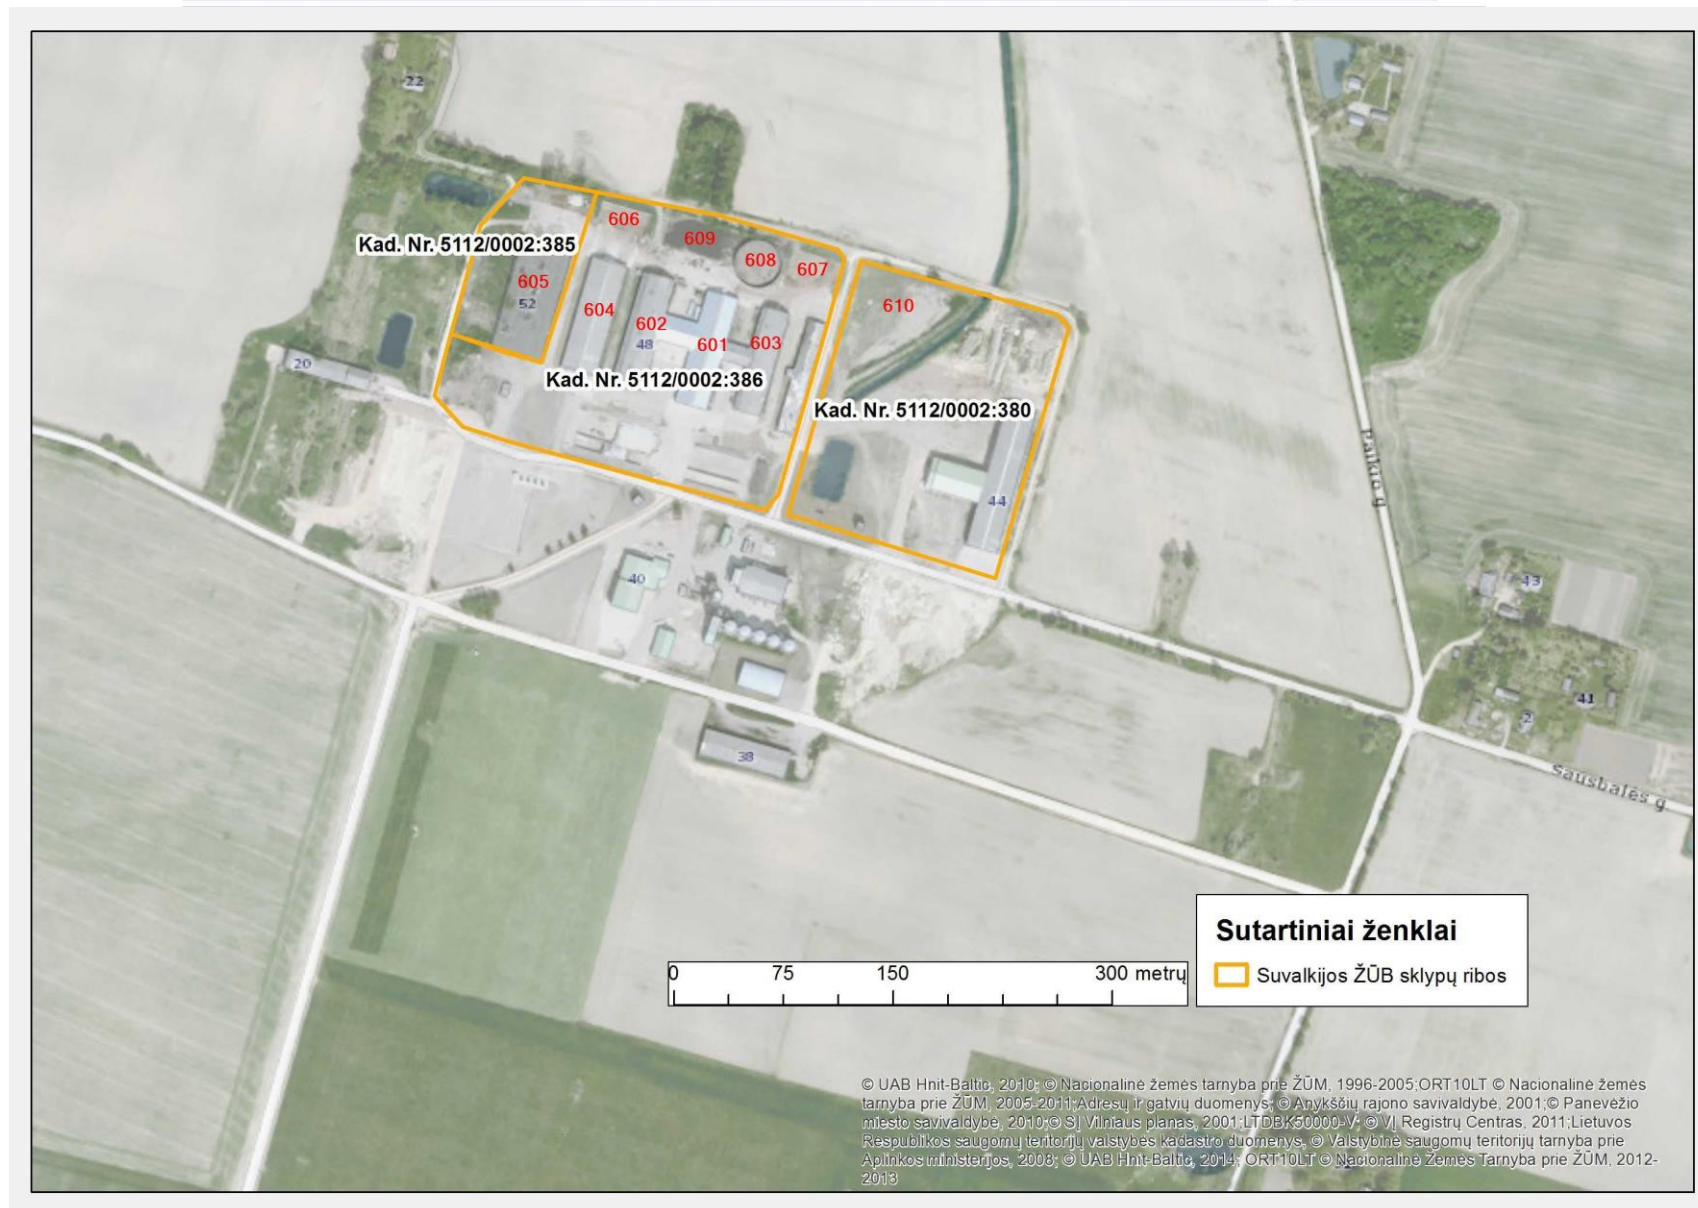 22
606
609
Kad. Nr. 5112/0002:385
608
607
605
52
604
610
602
48
601
603
20
Kad. Nr. 5112/0002:386
Kad. Nr. 5112/0002:380
44
40
43
41
2
38
Sausbalės g
Sutartiniai ženklai
0 75 150 300 metrų
Suvalkijos ŽŪB sklypų ribos
© UAB Hnit-Baltic, 2010; © Nacionalinė žemės tarnyba prie ŽŪM, 1996-2005;ORT10LT © Nacionalinė žemės
tarnyba prie ŽŪM, 2005-2011;Adresų ir gatvių duomenys; © Anykščių rajono savivaldybė, 2001;© Panevėžio
miesto savivaldybė, 2010;© SĮ Vilniaus planas, 2001;LTDBK50000-V; © VĮ Registrų Centras, 2011;Lietuvos
Respublikos saugomų teritorijų valstybės kadastro duomenys, © Valstybinė saugomų teritorijų tarnyba prie
Aplinkos ministerijos, 2008; © UAB Hnit-Baltic, 2014; ORT10LT © Nacionalinė Žemės Tarnyba prie ŽŪM, 2012-
2013